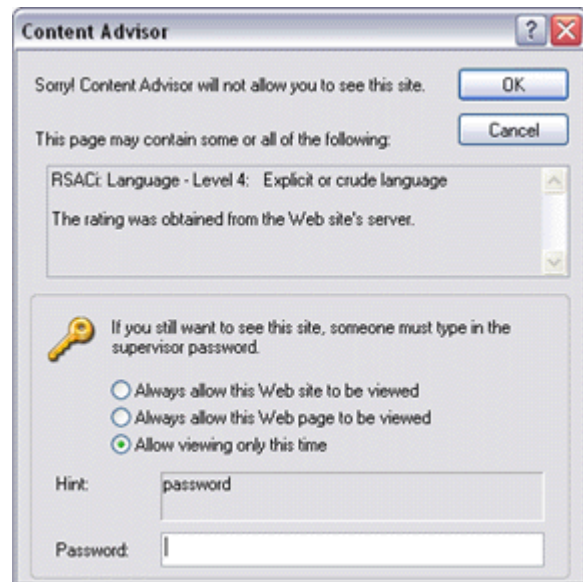 Content Advisor
Sorry! Content Advisor will not allow you to see this site.
OK
This page may contain some or all of the following:
Cancel
RSACi: Language - Level 4: Explicit or crude language
The rating was obtained from the Web site's server.
If you still want to see this site, someone must type in the
supervisor password.
Always allow this Web site to be viewed
Always allow this Web page to be viewed
Allow viewing only this time
Hint: password
Password: